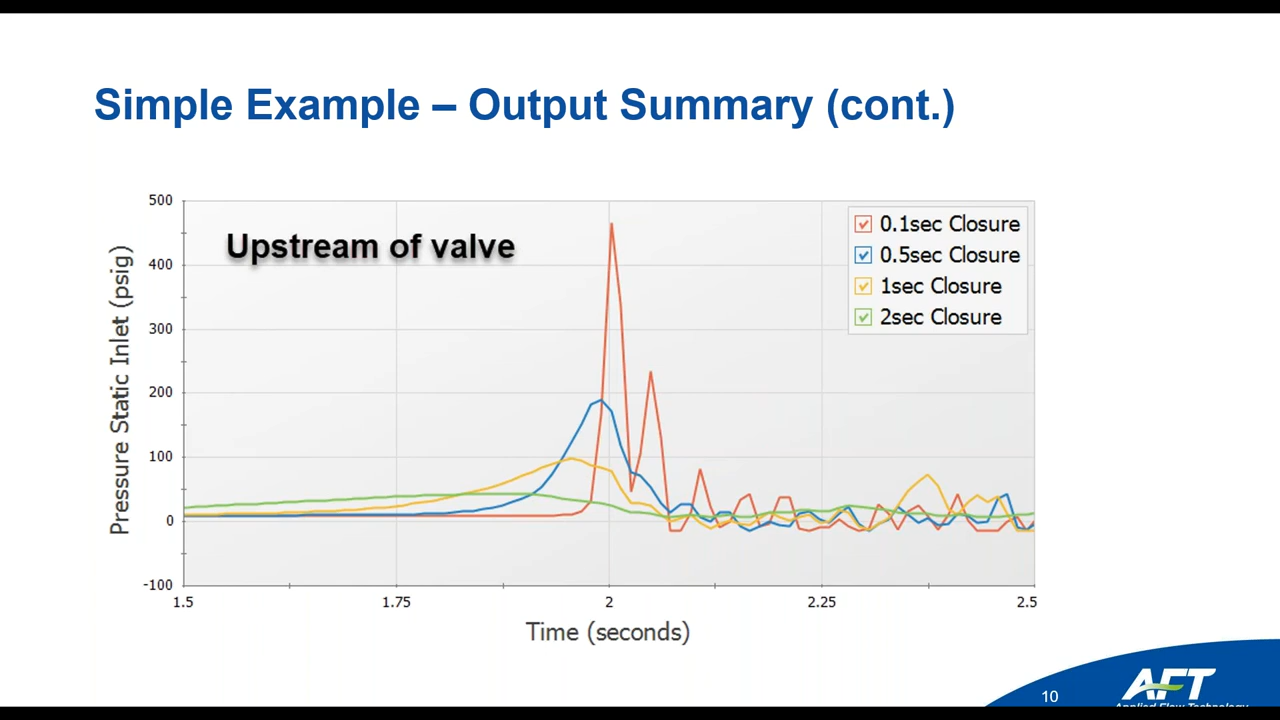 Simple Example – Output Summary (cont.)
Upstream of valve
0.1sec Closure
0.5sec Closure
1sec Closure
2sec Closure
Pressure Static Inlet (psig)
500
400
300
200
100
0
-100
1.5
1.75
2
2.25
2.5
Time (seconds)
10
AFT
Applied Flow Technology